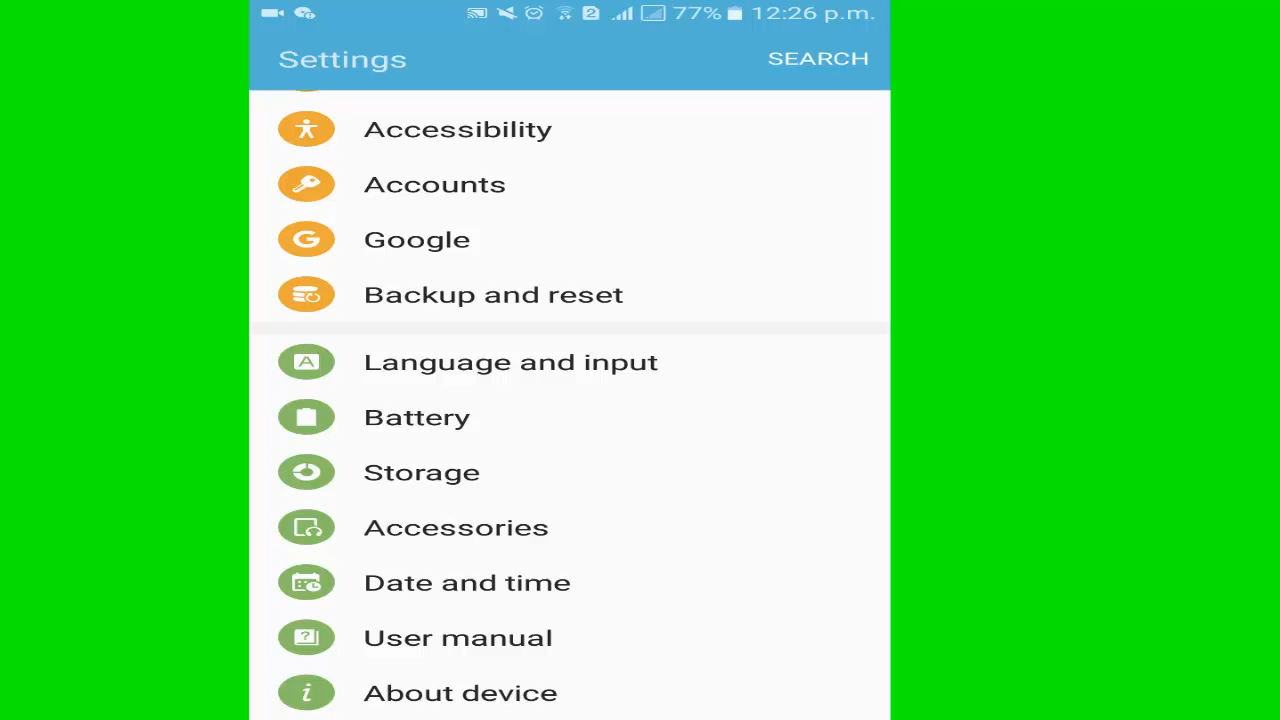 2 77% 12:26 p.m.
Settings SEARCH
Accessibility
Accounts
G Google
Backup and reset
A Language and input
Battery
Storage
Accessories
Date and time
? User manual
i About device